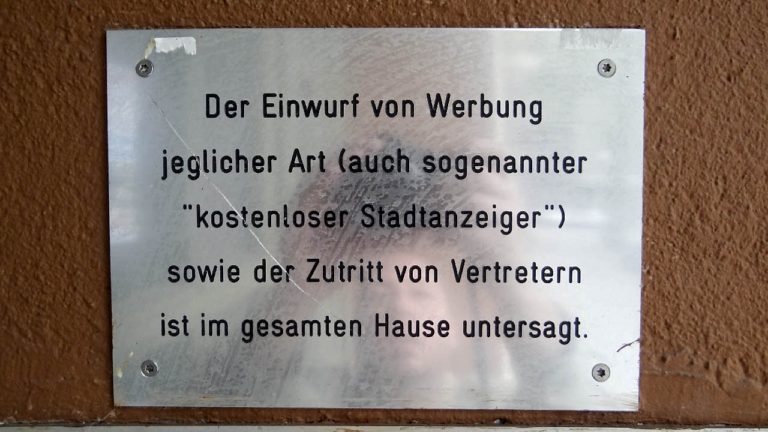 Der Einwurf von Werbung
jeglicher Art (auch sogenannter
"kostenloser Stadtanzeiger")
sowie der Zutritt von Vertretern
ist im gesamten Hause untersagt.